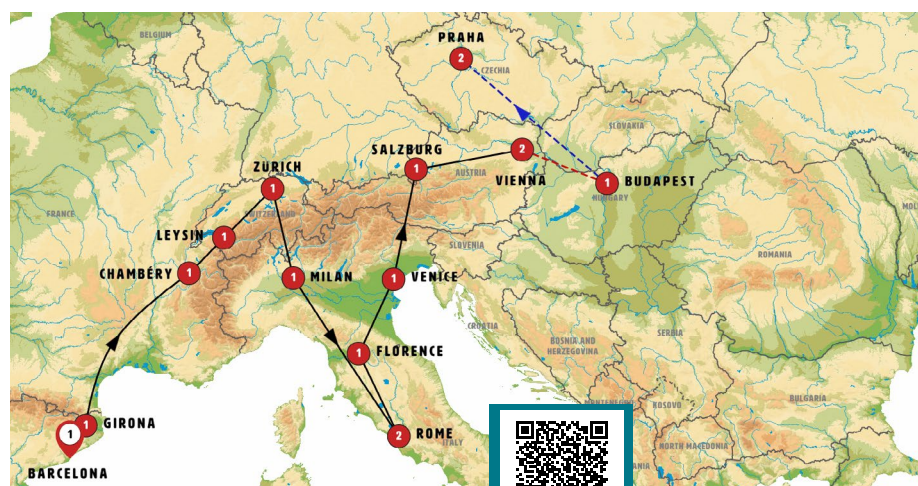 BELGIUM
PRAHA
2
CZECHIA
SLOVAKIA
SALZBURG
1
AUSTRIA
2
VIENNA
1
BUDAPEST
HUNGARY
ZÜRICH
1
SWITZERLAND
FRANCE
LEYSIN
1
CHAMBÉRY
1
MILAN
1
VENICE
1
SLOVENIA
ROMANIA
CROATIA
BOSNIA AND
HERZEGOVINA
SERBIA
FLORENCE
1
BULGARIA
KOSOVO
GIRONA
1
1
BARCELONA
ROME
2
ITALY
NORTH MACEDONIA